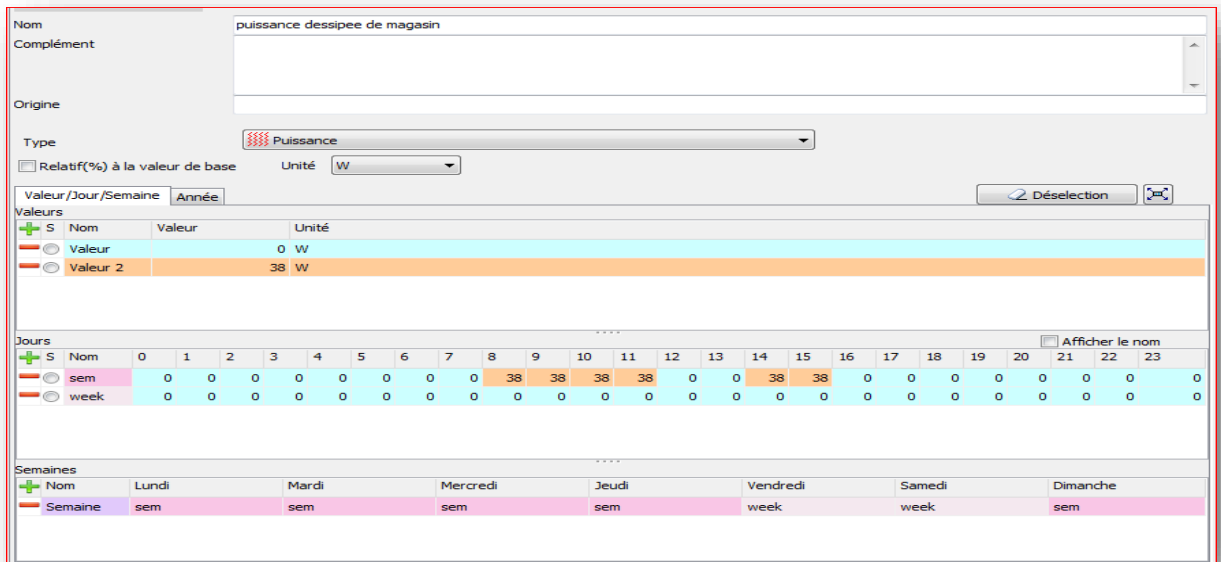 Nom puissance dessipee de magasin
Complément
Origine
Type Puissance
Relatif(%) à la valeur de base Unité W
Valeur/Jour/Semaine Année Déselection
Valeurs
S Nom Valeur Unité
Valeur 0 W
Valeur 2 38 W
Jours Afficher le nom
S Nom 0 1 2 3 4 5 6 7 8 9 10 11 12 13 14 15 16 17 18 19 20 21 22 23
sem 0 0 0 0 0 0 0 0 38 38 38 38 0 0 38 38 0 0 0 0 0 0 0 0
week 0 0 0 0 0 0 0 0 0 0 0 0 0 0 0 0 0 0 0 0 0 0 0 0
Semaines
Nom Lundi Mardi Mercredi Jeudi Vendredi Samedi Dimanche
Semaine sem sem sem sem week week sem